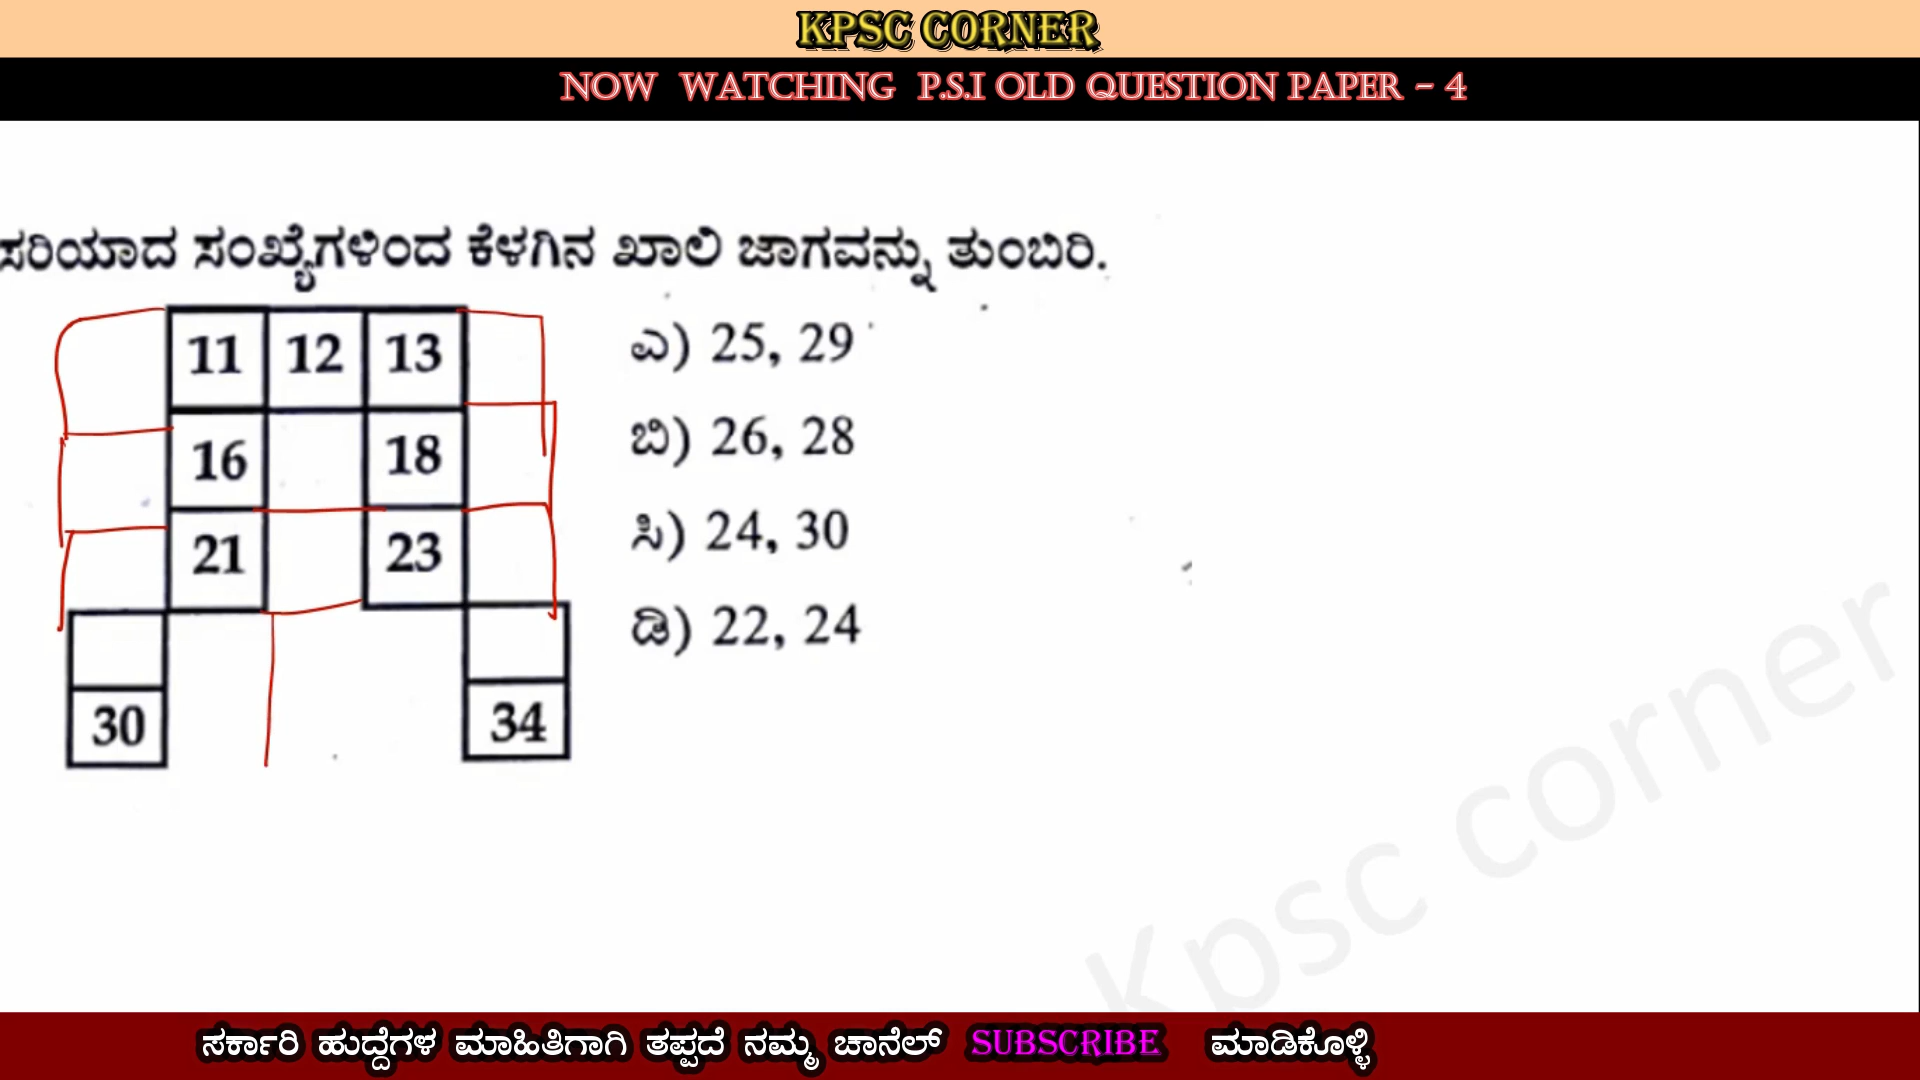 KPSC CORNER
NOW WATCHING P.S.I OLD QUESTION PAPER - 4
ಸರಿಯಾದ ಸಂಖ್ಯೆಗಳಿಂದ ಕೆಳಗಿನ ಖಾಲಿ ಜಾಗವನ್ನು ತುಂಬಿರಿ.
11 12 13
16 18
21 23
30 34
ಎ) 25, 29
ಬಿ) 26, 28
ಸಿ) 24, 30
ಡಿ) 22, 24
Kpsc corner
ಸರ್ಕಾರಿ ಹುದ್ದೆಗಳ ಮಾಹಿತಿಗಾಗಿ ತಪ್ಪದೆ ನಮ್ಮ ಚಾನೆಲ್ SUBSCRIBE ಮಾಡಿಕೊಳ್ಳಿ